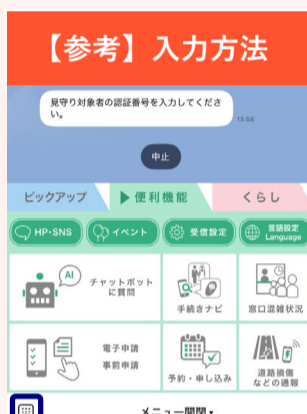 【参考】入力方法
見守り対象者の認証番号を入力してくださ
い。
13:56
中止
ピックアップ
▶便利機能
くらし
HP・SNS
イベント
受信設定
言語設定
Language
AI
チャットボット
に質問
手続きナビ
窓口混雑状況
電子申請
事前申請
予約・申し込み
道路損傷
などの通報
メニュー開閉▾